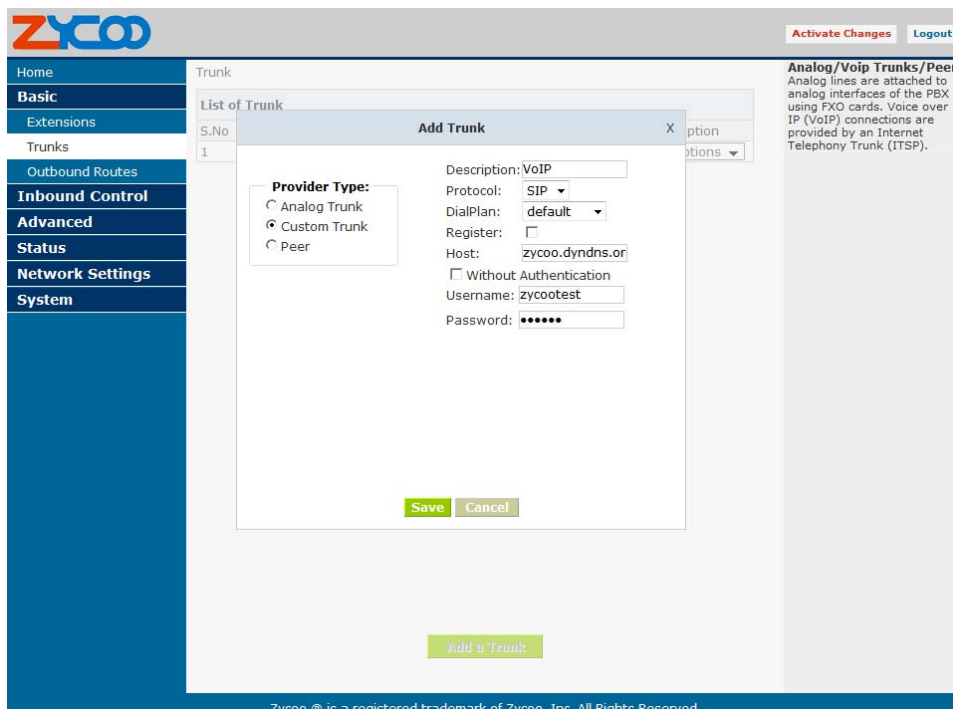 ZYCOO
Activate Changes
Logout
Home
Basic
Extensions
Trunks
Outbound Routes
Inbound Control
Advanced
Status
Network Settings
System
Trunk
List of Trunk
S.No
ption
1
ptions
Add Trunk
X
Provider Type:
Analog Trunk
Custom Trunk
Peer
Description: VoIP
Protocol: SIP
DialPlan: default
Register:
Host: zycoo.dyndns.or
Without Authentication
Username: zycootest
Password: ••••••
Save
Cancel
Add a Trunk
Analog/Voip Trunks/Peer
Analog lines are attached to
analog interfaces of the PBX
using FXO cards. Voice over
IP (VoIP) connections are
provided by an Internet
Telephony Trunk (ITSP).
Zycoo ® is a registered trademark of Zycoo, Inc. All Rights Reserved